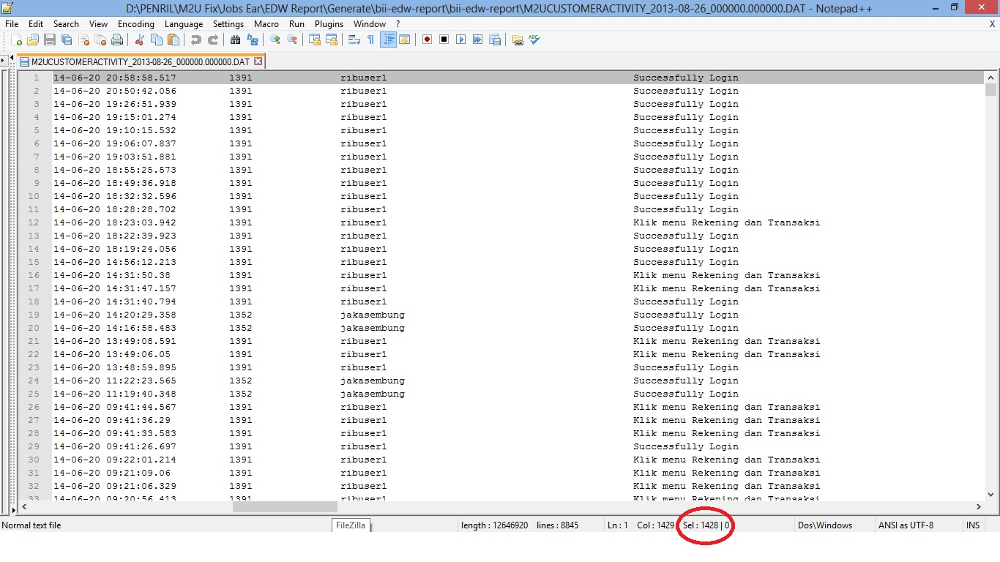 D:\PENRIL\M2U Fix\Jobs Ear\EDW Report\Generate\bii-edw-report\bii-edw-report\M2UCUSTOMERACTIVITY_2013-08-26_000000.000000.DAT - Notepad++
File Edit Search View Encoding Language Settings Macro Run Plugins Window ? X
M2UCUSTOMERACTIVITY_2013-08-26_000000.000000.DAT
1 14-06-20 20:58:58.517 1391 ribuser1 Successfully Login
2 14-06-20 20:50:42.056 1391 ribuser1 Successfully Login
3 14-06-20 19:26:51.939 1391 ribuser1 Successfully Login
4 14-06-20 19:15:01.274 1391 ribuser1 Successfully Login
5 14-06-20 19:10:15.532 1391 ribuser1 Successfully Login
6 14-06-20 19:06:07.837 1391 ribuser1 Successfully Login
7 14-06-20 19:03:51.881 1391 ribuser1 Successfully Login
8 14-06-20 18:55:25.573 1391 ribuser1 Successfully Login
9 14-06-20 18:49:36.918 1391 ribuser1 Successfully Login
10 14-06-20 18:32:32.596 1391 ribuser1 Successfully Login
11 14-06-20 18:28:28.702 1391 ribuser1 Successfully Login
12 14-06-20 18:23:03.942 1391 ribuser1 Klik menu Rekening dan Transaksi
13 14-06-20 18:22:39.923 1391 ribuser1 Successfully Login
14 14-06-20 18:19:24.056 1391 ribuser1 Successfully Login
15 14-06-20 14:56:12.213 1391 ribuser1 Successfully Login
16 14-06-20 14:31:50.38 1391 ribuser1 Klik menu Rekening dan Transaksi
17 14-06-20 14:31:47.157 1391 ribuser1 Klik menu Rekening dan Transaksi
18 14-06-20 14:31:40.794 1391 ribuser1 Successfully Login
19 14-06-20 14:20:29.358 1352 jakasembung Successfully Login
20 14-06-20 14:16:58.483 1352 jakasembung Successfully Login
21 14-06-20 13:49:08.591 1391 ribuser1 Klik menu Rekening dan Transaksi
22 14-06-20 13:49:06.05 1391 ribuser1 Klik menu Rekening dan Transaksi
23 14-06-20 13:48:59.895 1391 ribuser1 Successfully Login
24 14-06-20 11:22:23.565 1352 jakasembung Successfully Login
25 14-06-20 11:19:40.348 1352 jakasembung Successfully Login
26 14-06-20 09:41:44.567 1391 ribuser1 Klik menu Rekening dan Transaksi
27 14-06-20 09:41:36.29 1391 ribuser1 Klik menu Rekening dan Transaksi
28 14-06-20 09:41:33.583 1391 ribuser1 Klik menu Rekening dan Transaksi
29 14-06-20 09:41:26.697 1391 ribuser1 Successfully Login
30 14-06-20 09:22:01.214 1391 ribuser1 Klik menu Rekening dan Transaksi
31 14-06-20 09:21:09.06 1391 ribuser1 Klik menu Rekening dan Transaksi
32 14-06-20 09:21:06.329 1391 ribuser1 Klik menu Rekening dan Transaksi
33 14-06-20 09:20:56.413 1391 ribuser1 Klik menu Rekening dan Transaksi
Normal text file FileZilla length : 12646920 lines : 8845 Ln : 1 Col : 1429 Sel : 1428 | 0 Dos\Windows ANSI as UTF-8 INS